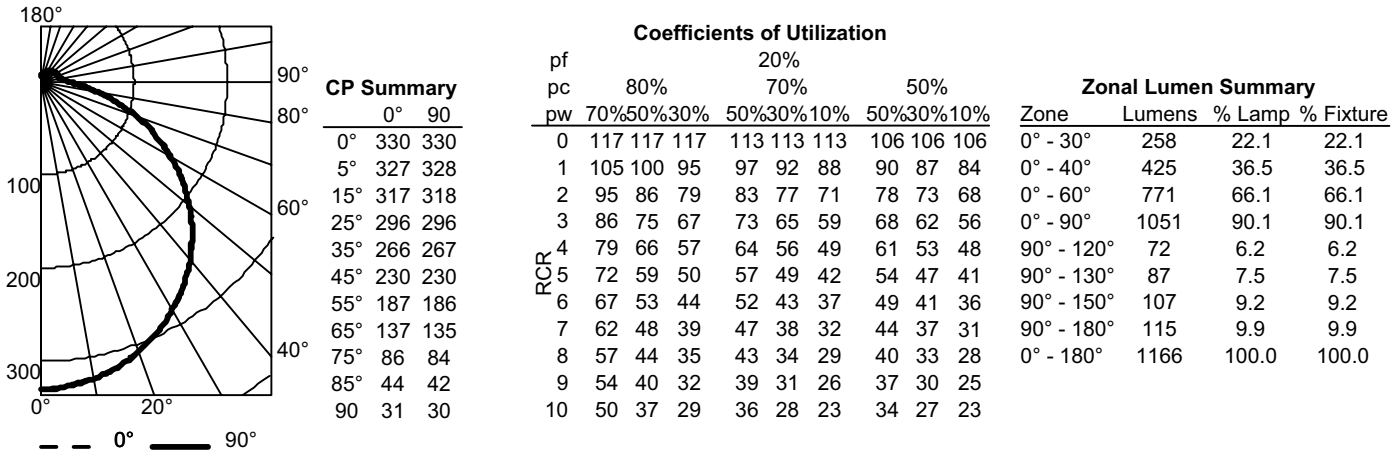 180°
90°
80°
60°
40°
100
200
300
0° 20°
0° 90°
CP Summary
0° 90
0° 330 330
5° 327 328
15° 317 318
25° 296 296
35° 266 267
45° 230 230
55° 187 186
65° 137 135
75° 86 84
85° 44 42
90 31 30
Coefficients of Utilization
pf 20%
pc 80% 70% 50%
pw 70%50%30% 50%30%10% 50%30%10%
RCR
0 117 117 117 113 113 113 106 106 106
1 105 100 95 97 92 88 90 87 84
2 95 86 79 83 77 71 78 73 68
3 86 75 67 73 65 59 68 62 56
4 79 66 57 64 56 49 61 53 48
5 72 59 50 57 49 42 54 47 41
6 67 53 44 52 43 37 49 41 36
7 62 48 39 47 38 32 44 37 31
8 57 44 35 43 34 29 40 33 28
9 54 40 32 39 31 26 37 30 25
10 50 37 29 36 28 23 34 27 23
Zonal Lumen Summary
Zone Lumens % Lamp % Fixture
0° - 30° 258 22.1 22.1
0° - 40° 425 36.5 36.5
0° - 60° 771 66.1 66.1
0° - 90° 1051 90.1 90.1
90° - 120° 72 6.2 6.2
90° - 130° 87 7.5 7.5
90° - 150° 107 9.2 9.2
90° - 180° 115 9.9 9.9
0° - 180° 1166 100.0 100.0